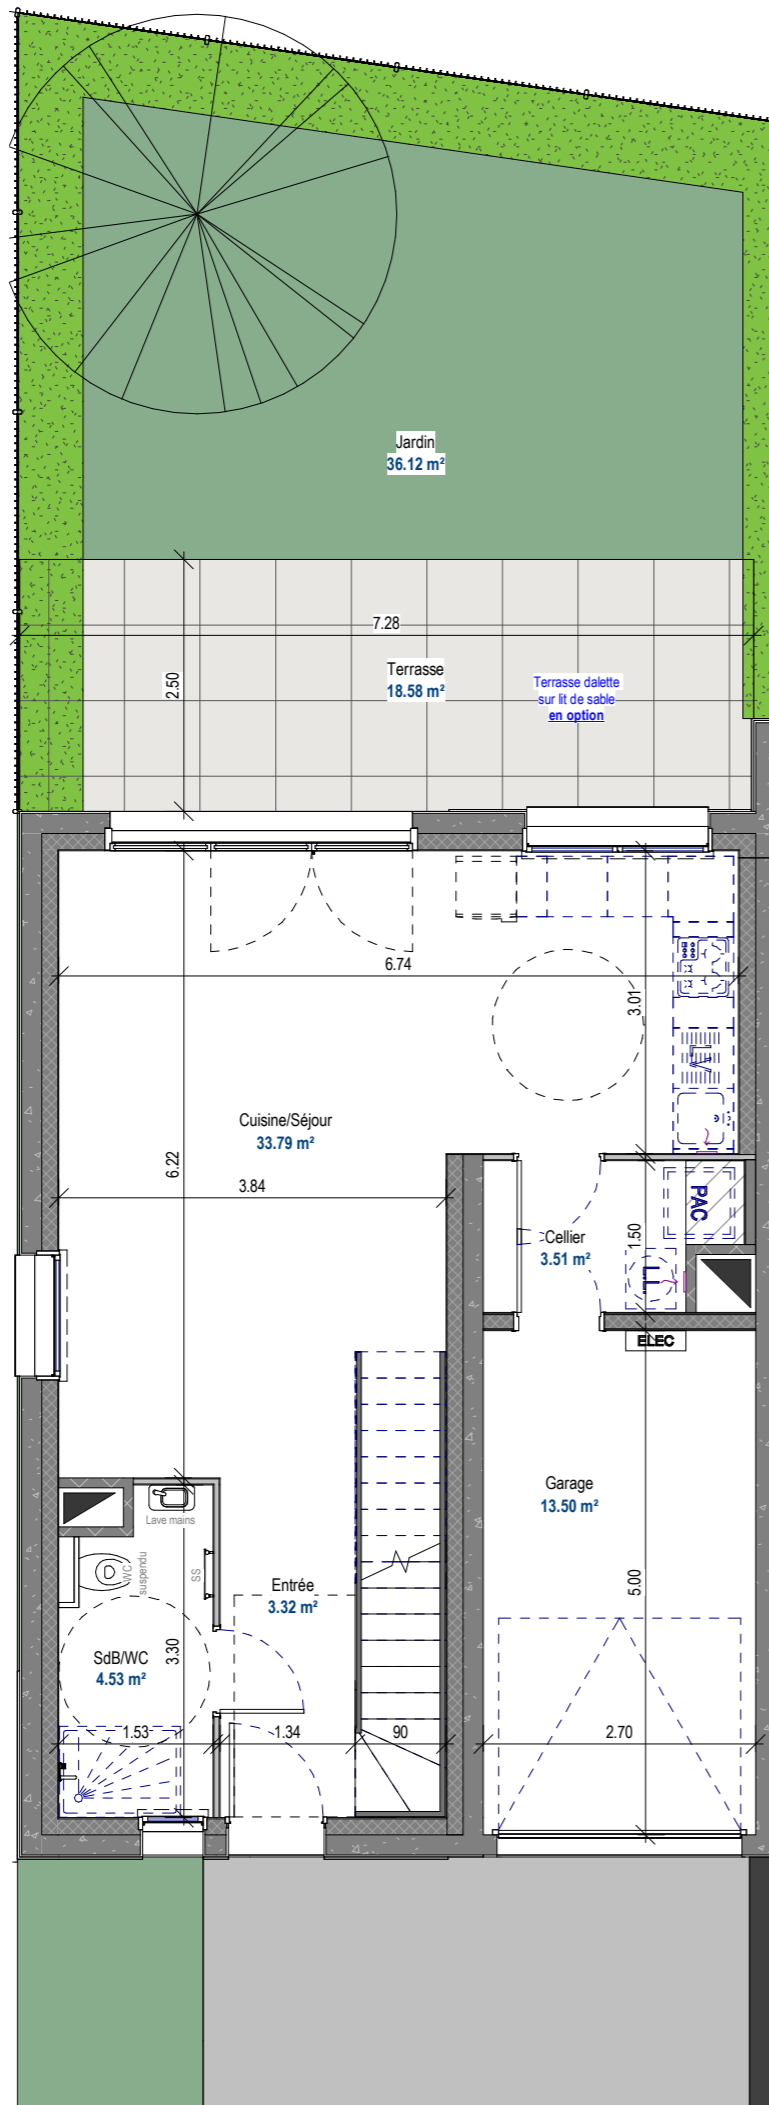 Jardin
36.12 m²
7.28
2.50
Terrasse
18.58 m²
Terrasse dalette
sur lit de sable
en option
6.74
3.01
LV
Cuisine/Séjour
33.79 m²
6.22
3.84
PAC
Cellier
3.51 m²
1.50
L.L.
ELEC
Garage
13.50 m²
Lave mains
WC
suspendu
SS
Entrée
3.32 m²
5.00
SdB/WC
4.53 m²
3.30
1.53
1.34
90
2.70